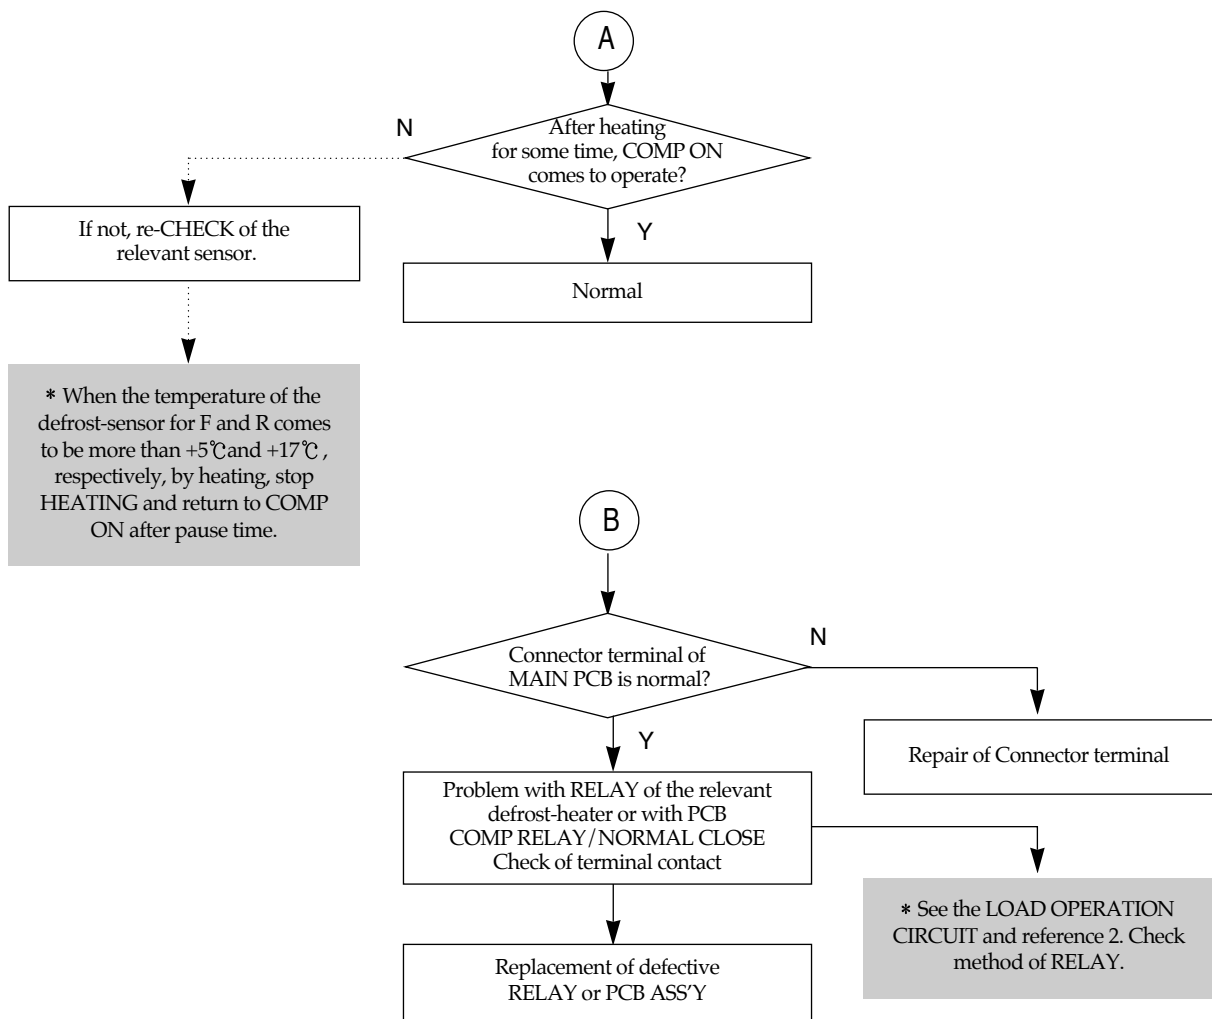 A
After heating
for some time, COMP ON
comes to operate?
N
Y
If not, re-CHECK of the
relevant sensor.
Normal
* When the temperature of the
defrost-sensor for F and R comes
to be more than +5℃and +17℃ ,
respectively, by heating, stop
HEATING and return to COMP
ON after pause time.
B
Connector terminal of
MAIN PCB is normal?
N
Y
Repair of Connector terminal
Problem with RELAY of the relevant
defrost-heater or with PCB
COMP RELAY/NORMAL CLOSE
Check of terminal contact
* See the LOAD OPERATION
CIRCUIT and reference 2. Check
method of RELAY.
Replacement of defective
RELAY or PCB ASS'Y